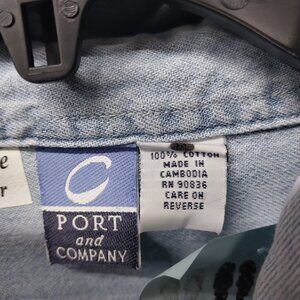 e
r
PORT
and
COMPANY
100% COTTON
MADE IN
CAMBODIA
RN 90836
CARE ON
REVERSE